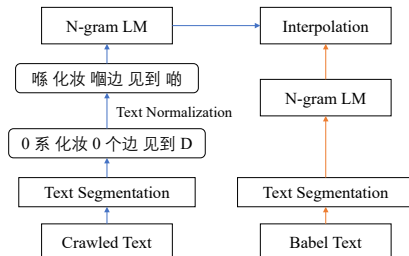 N-gram LM
Interpolation
喺 化妆 嗰边 见到 啲
N-gram LM
Text Normalization
0 系 化妆 0 个边 见到 D
Text Segmentation
Text Segmentation
Crawled Text
Babel Text